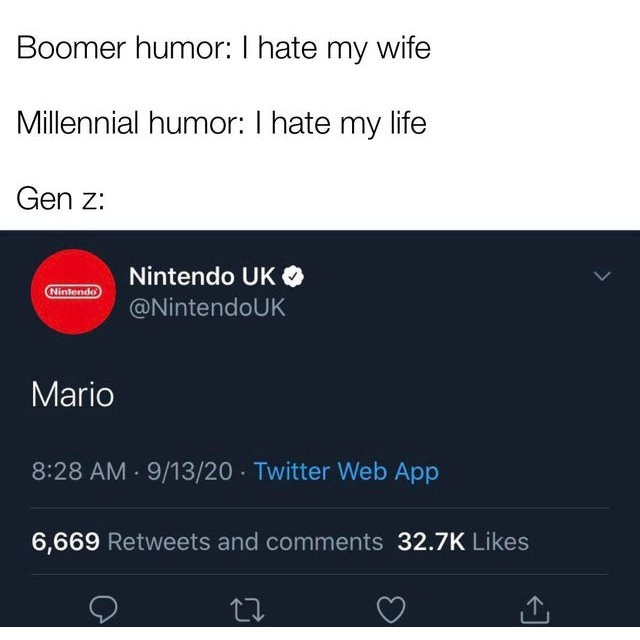 Boomer humor: I hate my wife
Millennial humor: I hate my life
Gen z:
Nintendo
Nintendo UK
@NintendoUK
Mario
8:28 AM · 9/13/20 · Twitter Web App
6,669 Retweets and comments 32.7K Likes